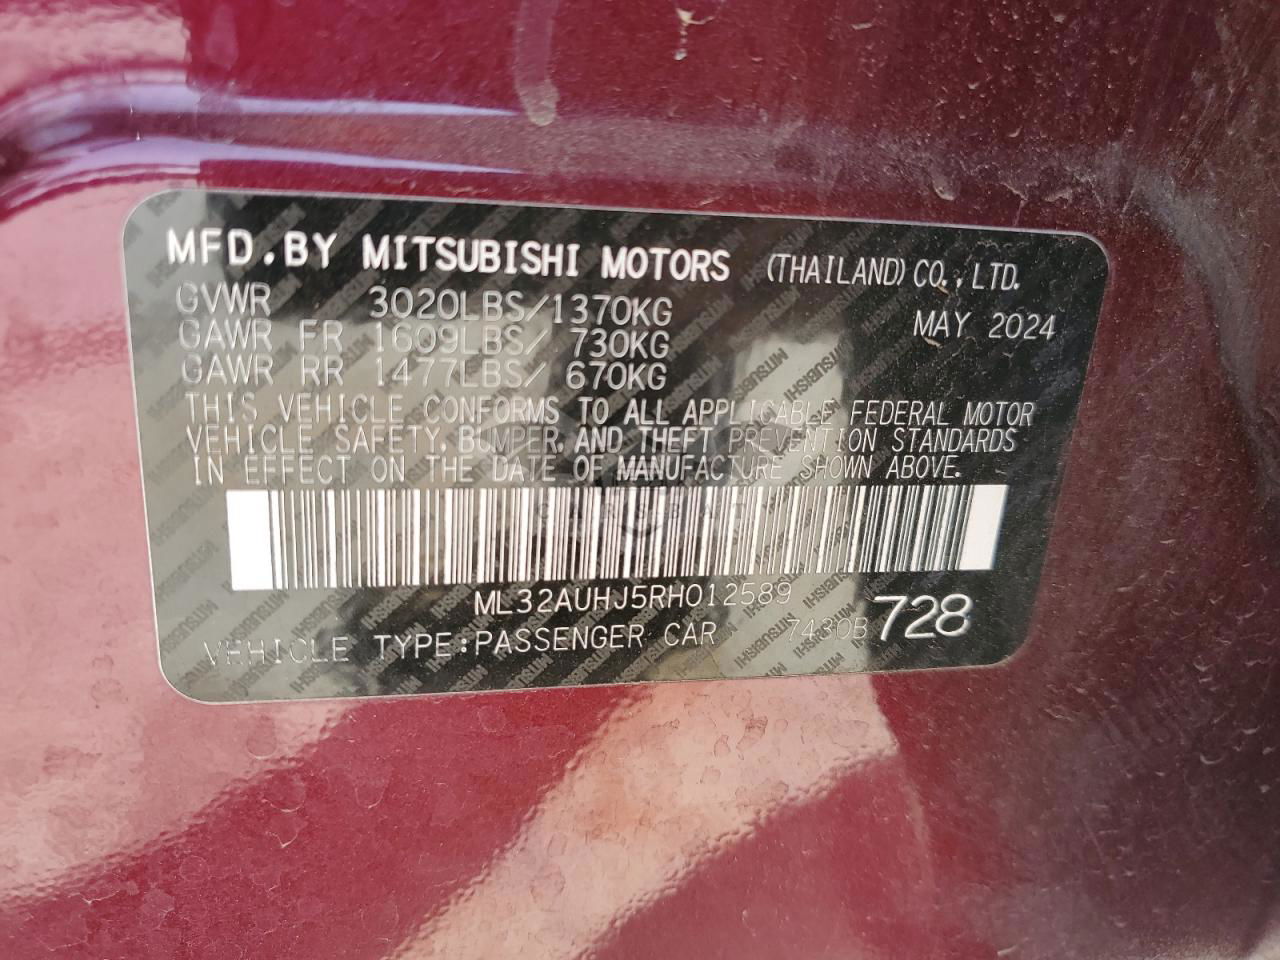 MFD.BY MITSUBISHI MOTORS (THAILAND) CO.,LTD.
GVWR 3020LBS/1370KG MAY 2024
GAWR FR 1609LBS/ 730KG
GAWR RR 1477LBS/ 670KG
THIS VEHICLE CONFORMS TO ALL APPLICABLE FEDERAL MOTOR
VEHICLE SAFETY, BUMPER, AND THEFT PREVENTION STANDARDS
IN EFFECT ON THE DATE OF MANUFACTURE SHOWN ABOVE.
ML32AUHJ5RH012589
VEHICLE TYPE:PASSENGER CAR 7480B 728